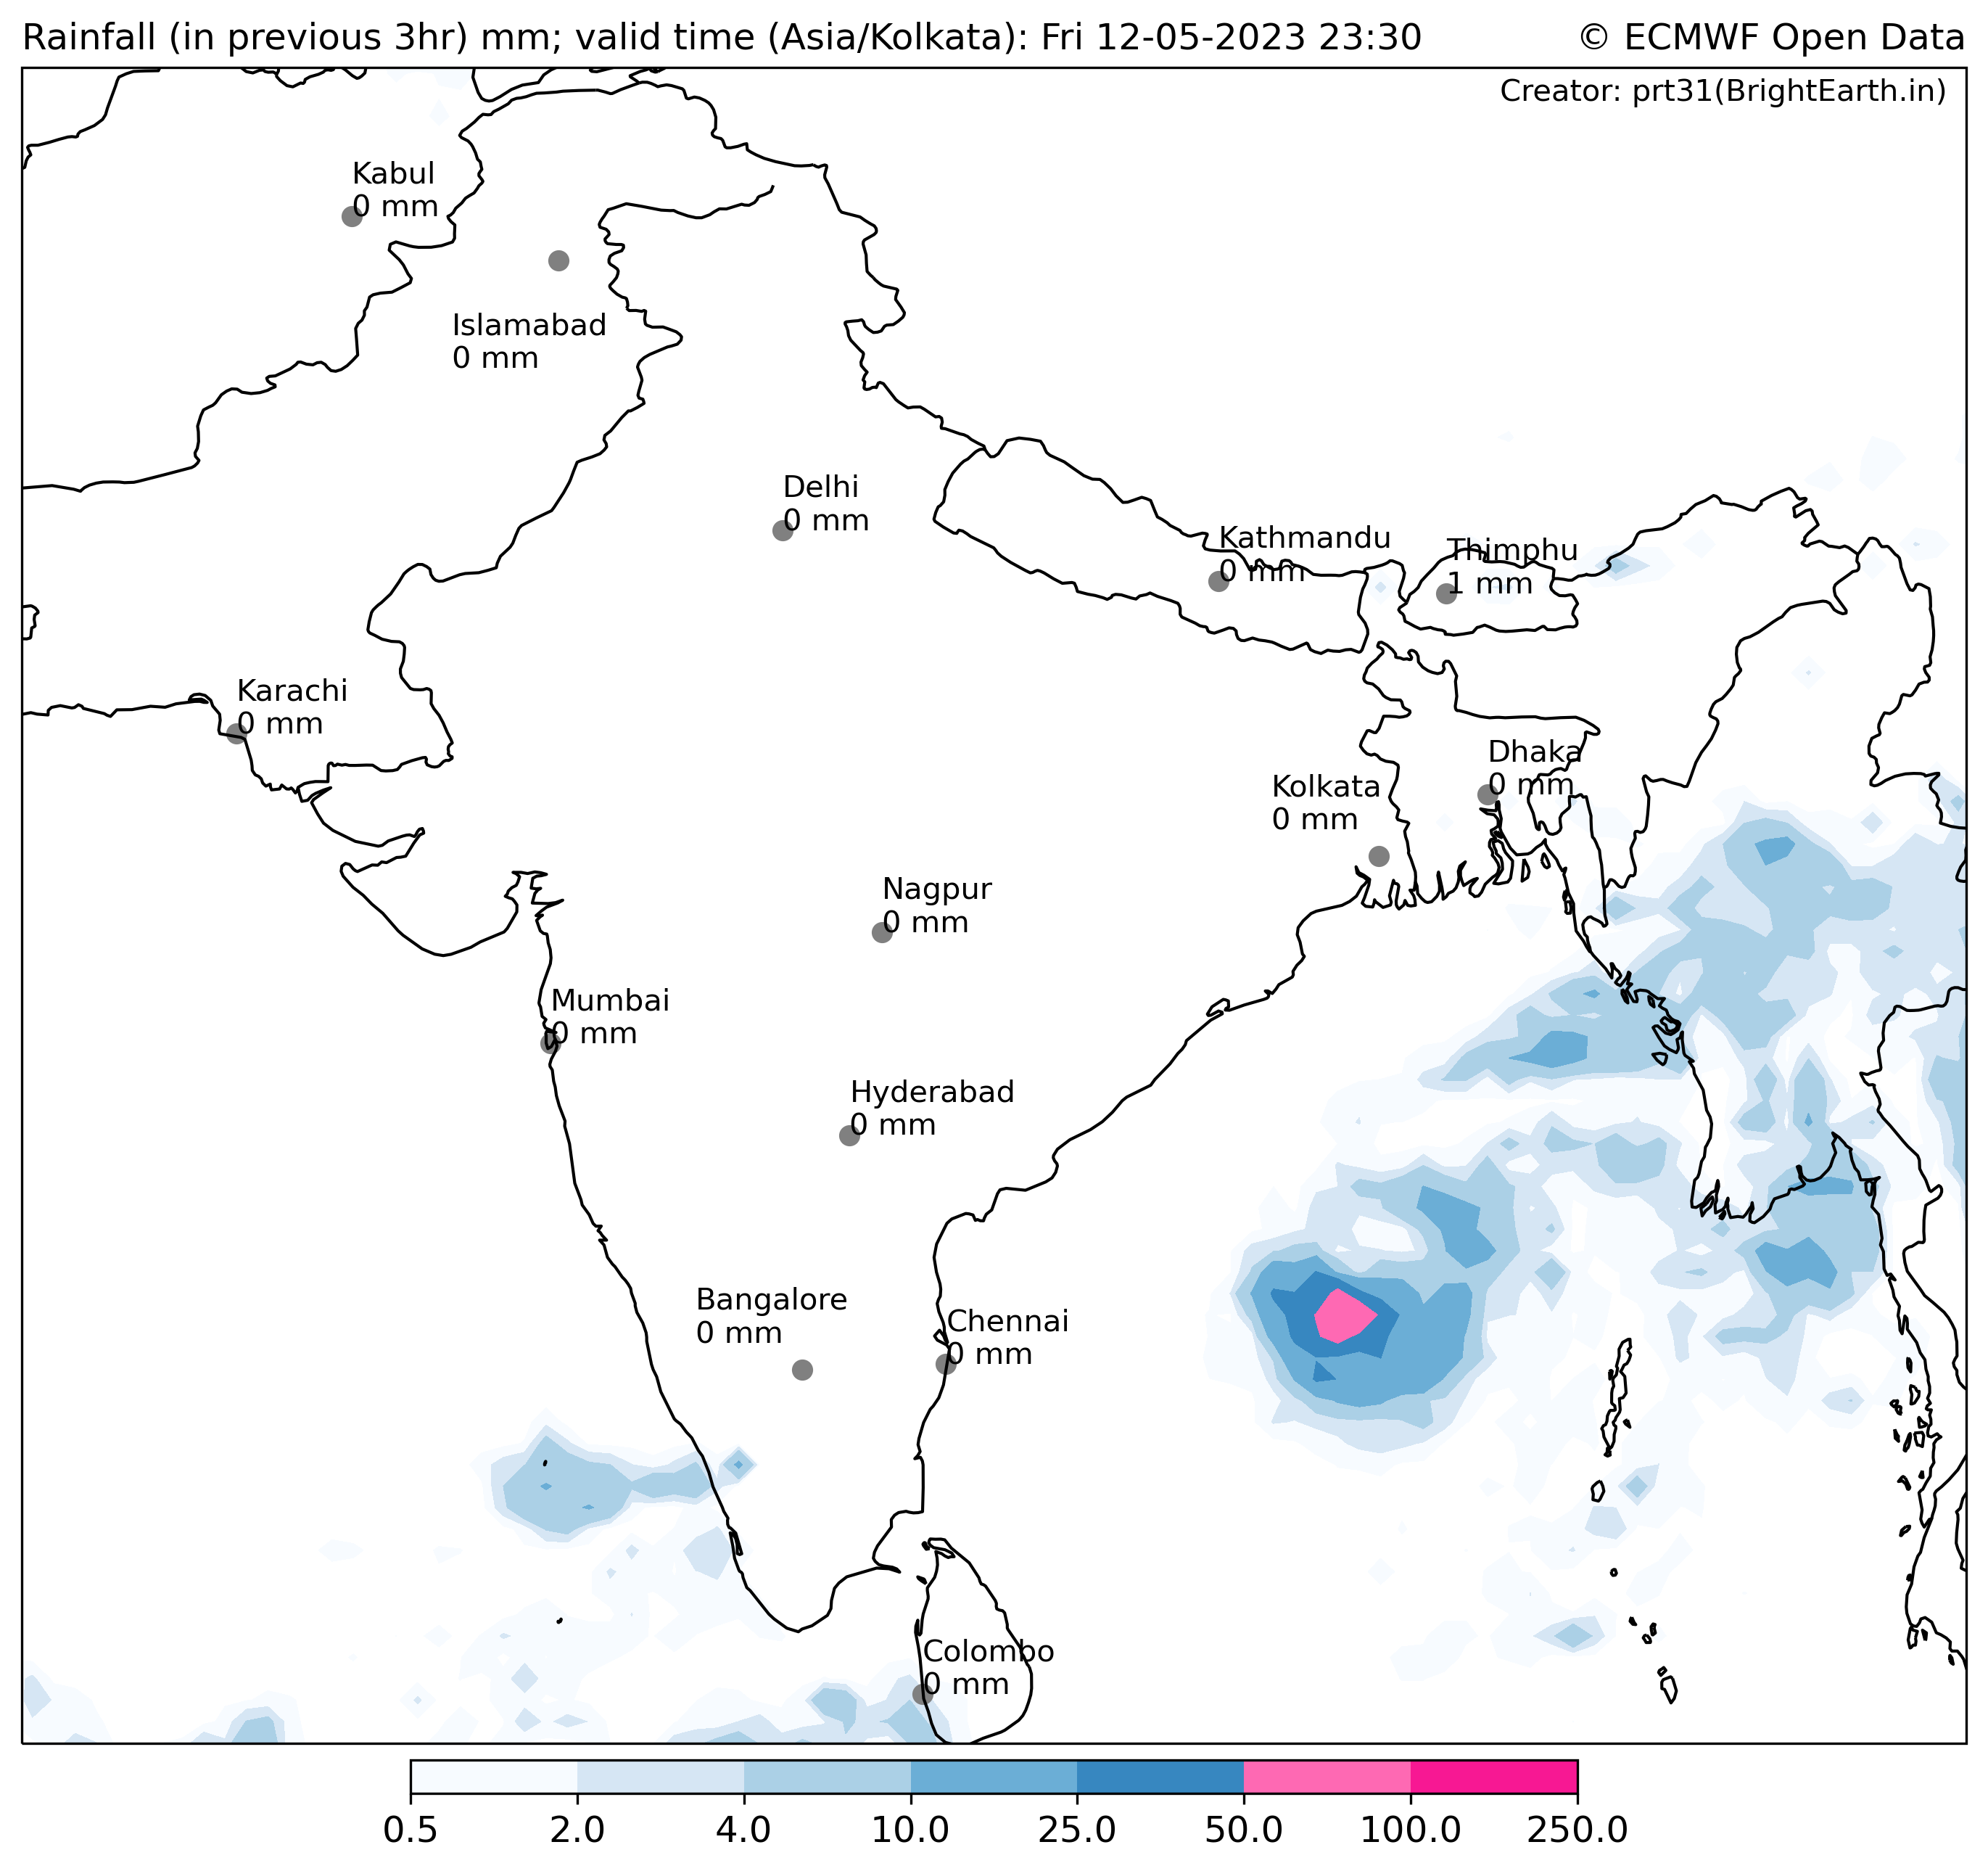 Rainfall (in previous 3hr) mm; valid time (Asia/Kolkata): Fri 12-05-2023 23:30
© ECMWF Open Data
Creator: prt31(BrightEarth.in)
Kabul
0 mm
Islamabad
0 mm
Delhi
0 mm
Kathmandu
0 mm
Thimphu
1 mm
Karachi
0 mm
Dhaka
0 mm
Kolkata
0 mm
Nagpur
0 mm
Mumbai
0 mm
Hyderabad
0 mm
Bangalore
0 mm
Chennai
0 mm
Colombo
0 mm
0.5 2.0 4.0 10.0 25.0 50.0 100.0 250.0